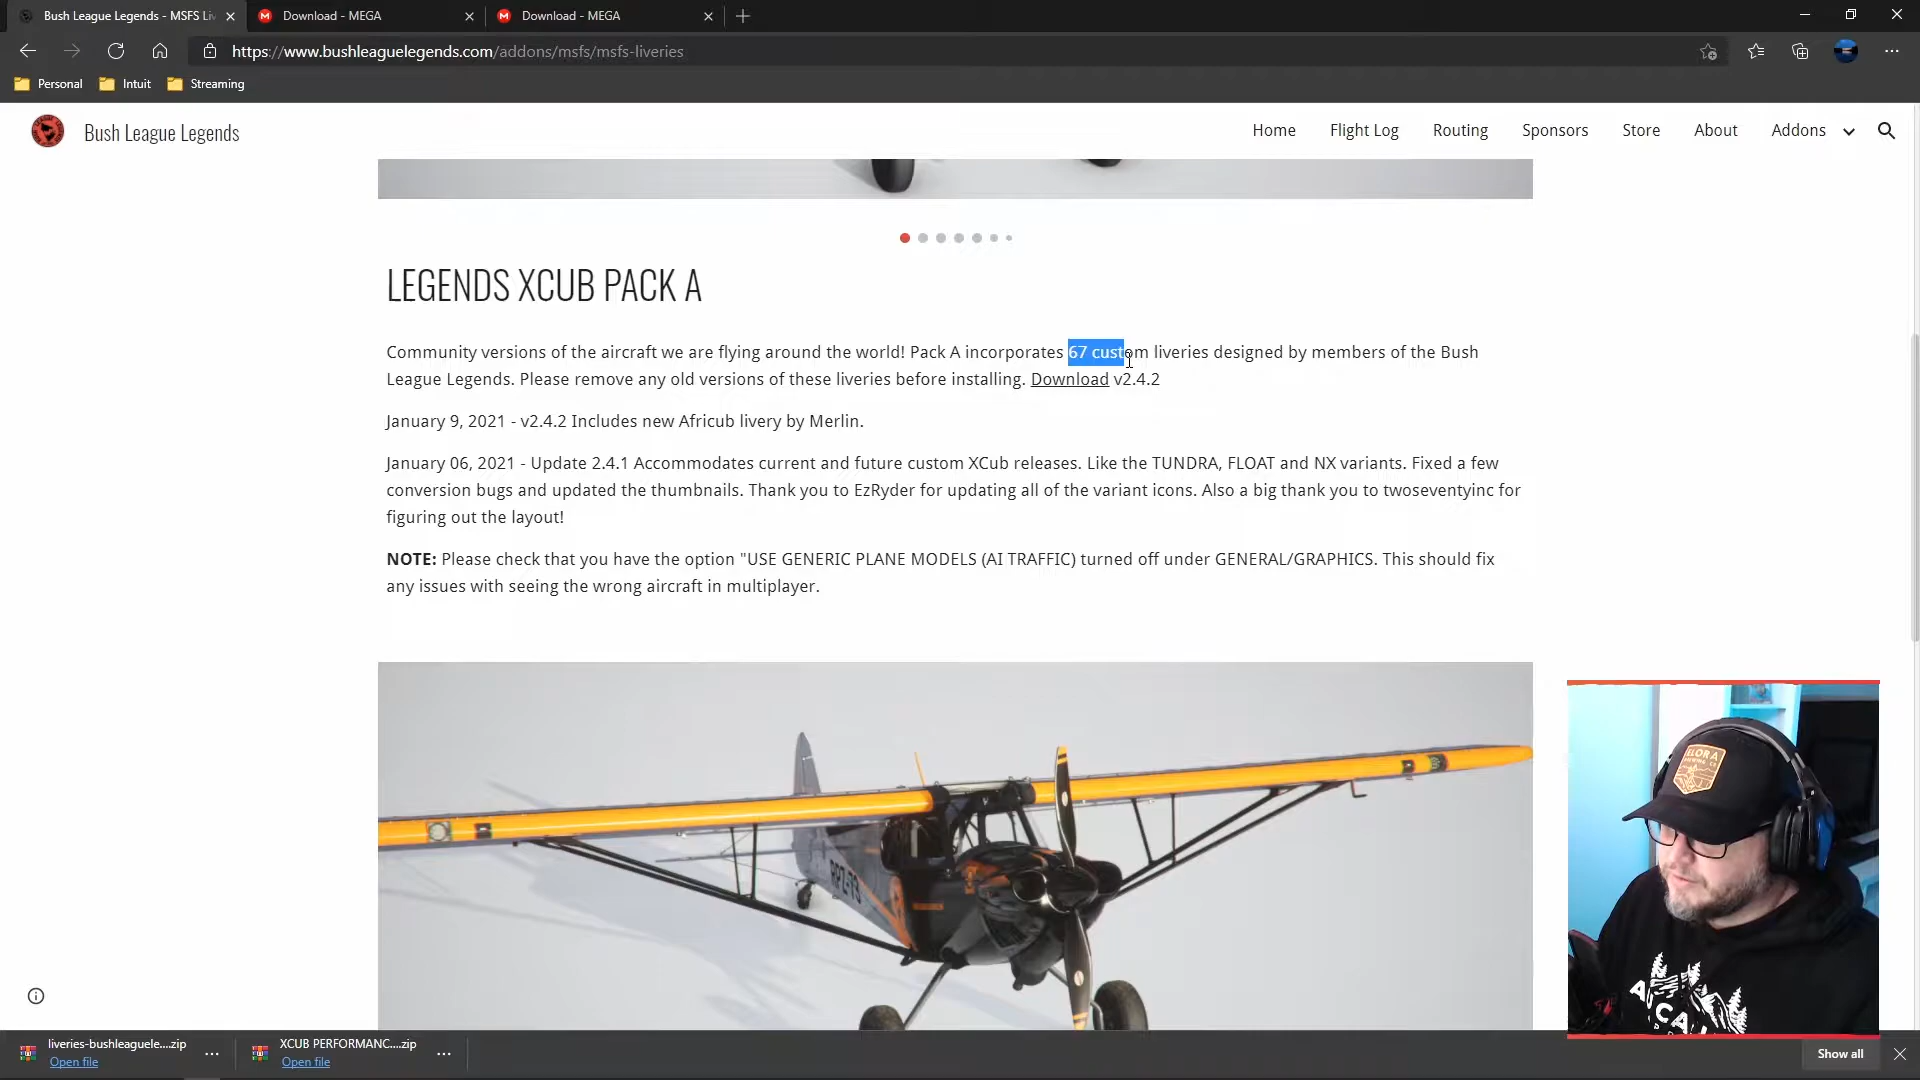 Bush League Legends - MSFS Liv
Download - MEGA
Download - MEGA
https://www.bushleaguelegends.com/addons/msfs/msfs-liveries
Personal
Intuit
Streaming
Bush League Legends
Home
Flight Log
Routing
Sponsors
Store
About
Addons
LEGENDS XCUB PACK A
Community versions of the aircraft we are flying around the world! Pack A incorporates 67 custom liveries designed by members of the Bush
League Legends. Please remove any old versions of these liveries before installing. Download v2.4.2
January 9, 2021 - v2.4.2 Includes new Africub livery by Merlin.
January 06, 2021 - Update 2.4.1 Accommodates current and future custom XCub releases. Like the TUNDRA, FLOAT and NX variants. Fixed a few
conversion bugs and updated the thumbnails. Thank you to EzRyder for updating all of the variant icons. Also a big thank you to twoseventyinc for
figuring out the layout!
NOTE: Please check that you have the option "USE GENERIC PLANE MODELS (AI TRAFFIC) turned off under GENERAL/GRAPHICS. This should fix
any issues with seeing the wrong aircraft in multiplayer.
RPZ-73
ELORA
liveries-bushleaguele....zip
Open file
XCUB PERFORMANC....zip
Open file
Show all